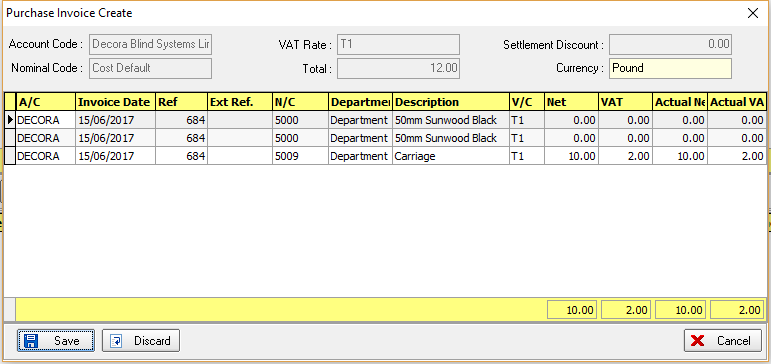 Purchase Invoice Create
Account Code : Decora Blind Systems Lir VAT Rate : T1 Settlement Discount : 0.00
Nominal Code : Cost Default Total : 12.00 Currency : Pound
A/C Invoice Date Ref Ext Ref. N/C Departmer Description V/C Net VAT Actual Ne Actual VA
DECORA 15/06/2017 684 5000 Department 50mm Sunwood Black T1 0.00 0.00 0.00 0.00
DECORA 15/06/2017 684 5000 Department 50mm Sunwood Black T1 0.00 0.00 0.00 0.00
DECORA 15/06/2017 684 5009 Department Carriage T1 10.00 2.00 10.00 2.00
10.00 2.00 10.00 2.00
Save Discard Cancel